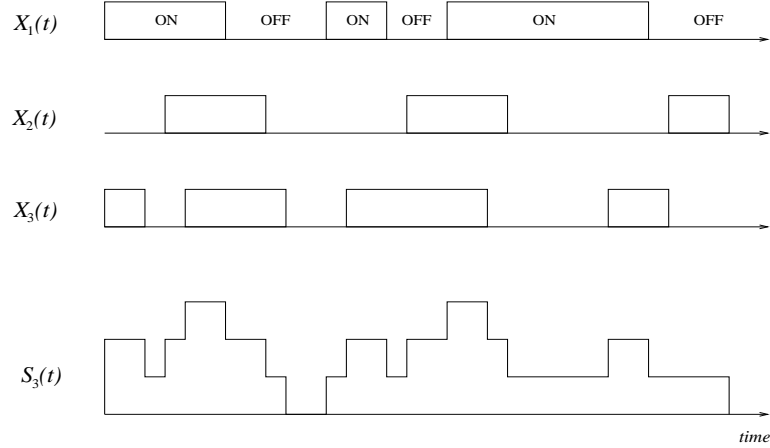 X₁(t) ON OFF ON OFF ON OFF
X₂(t)
X₃(t)
S₃(t)
time